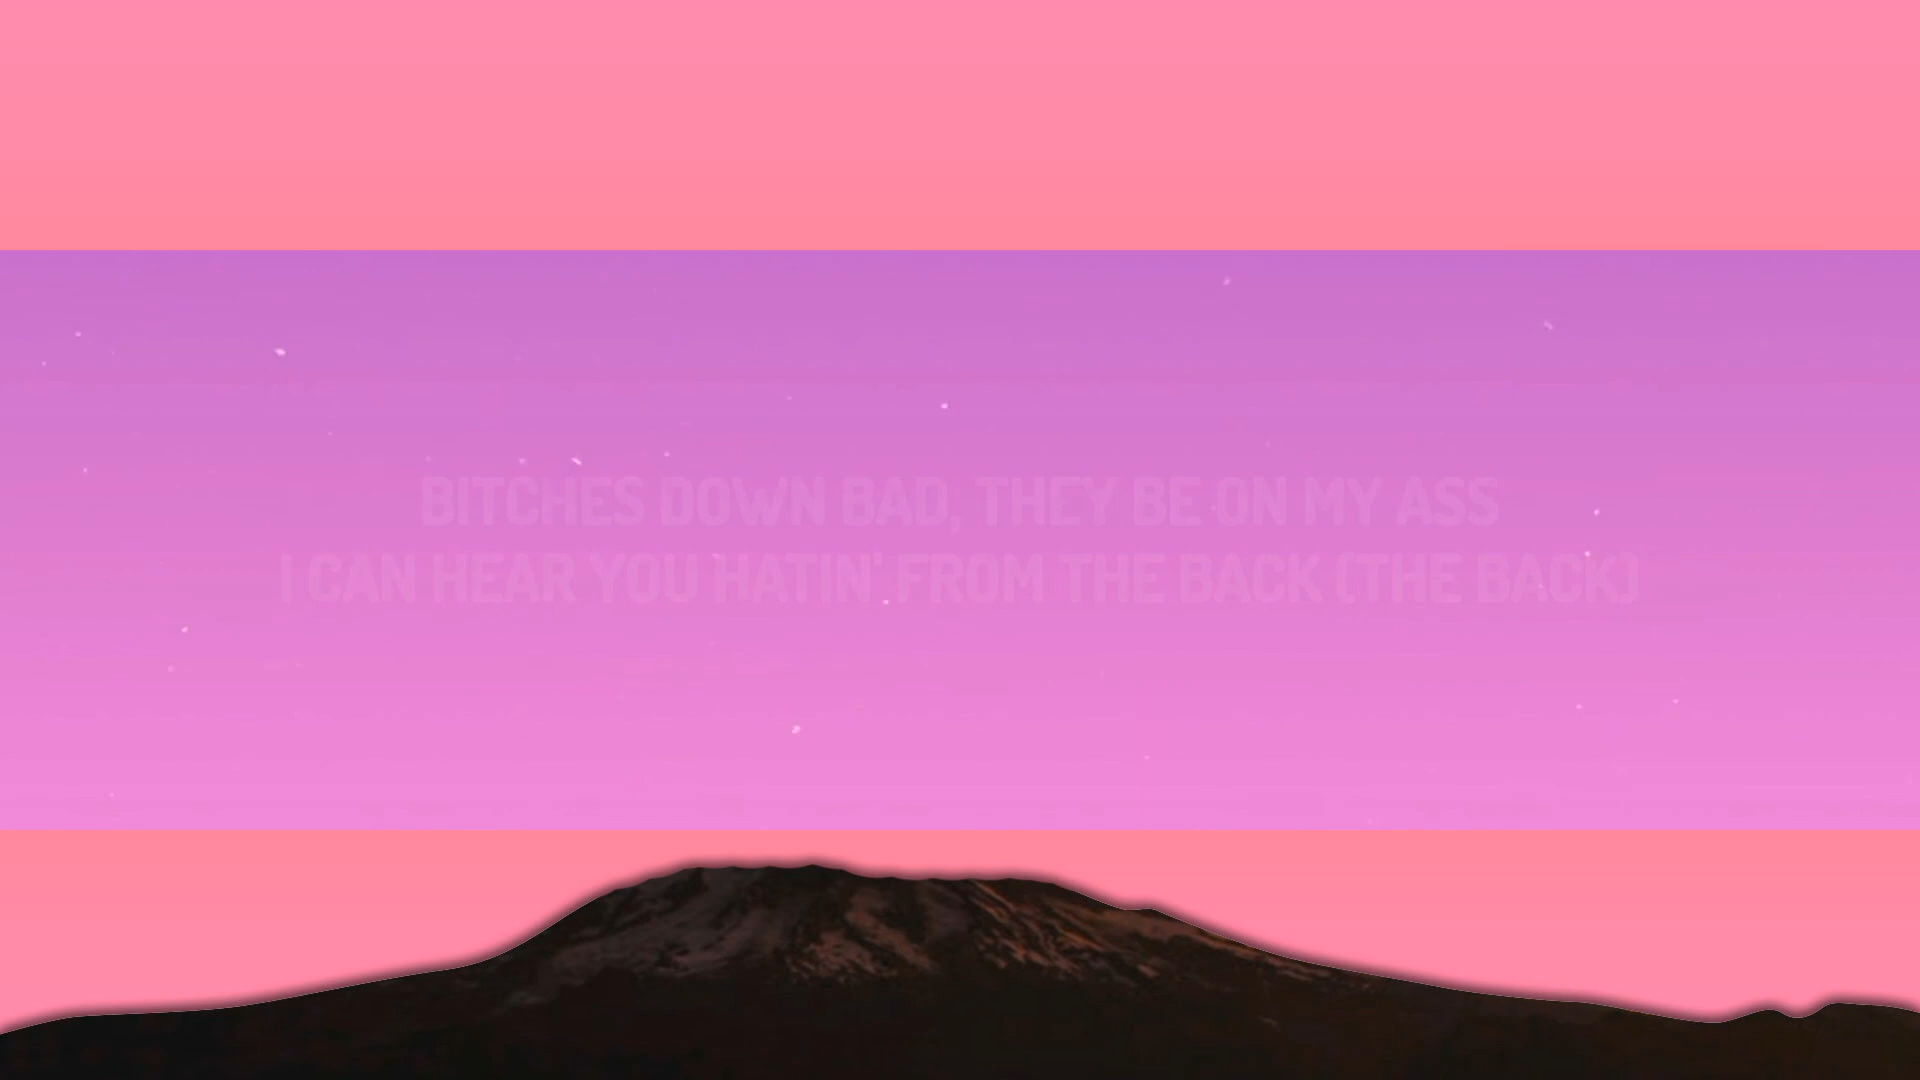 BITCHES DOWN BAD, THEY BE ON MY ASS
I CAN HEAR YOU HATIN' FROM THE BACK (THE BACK)